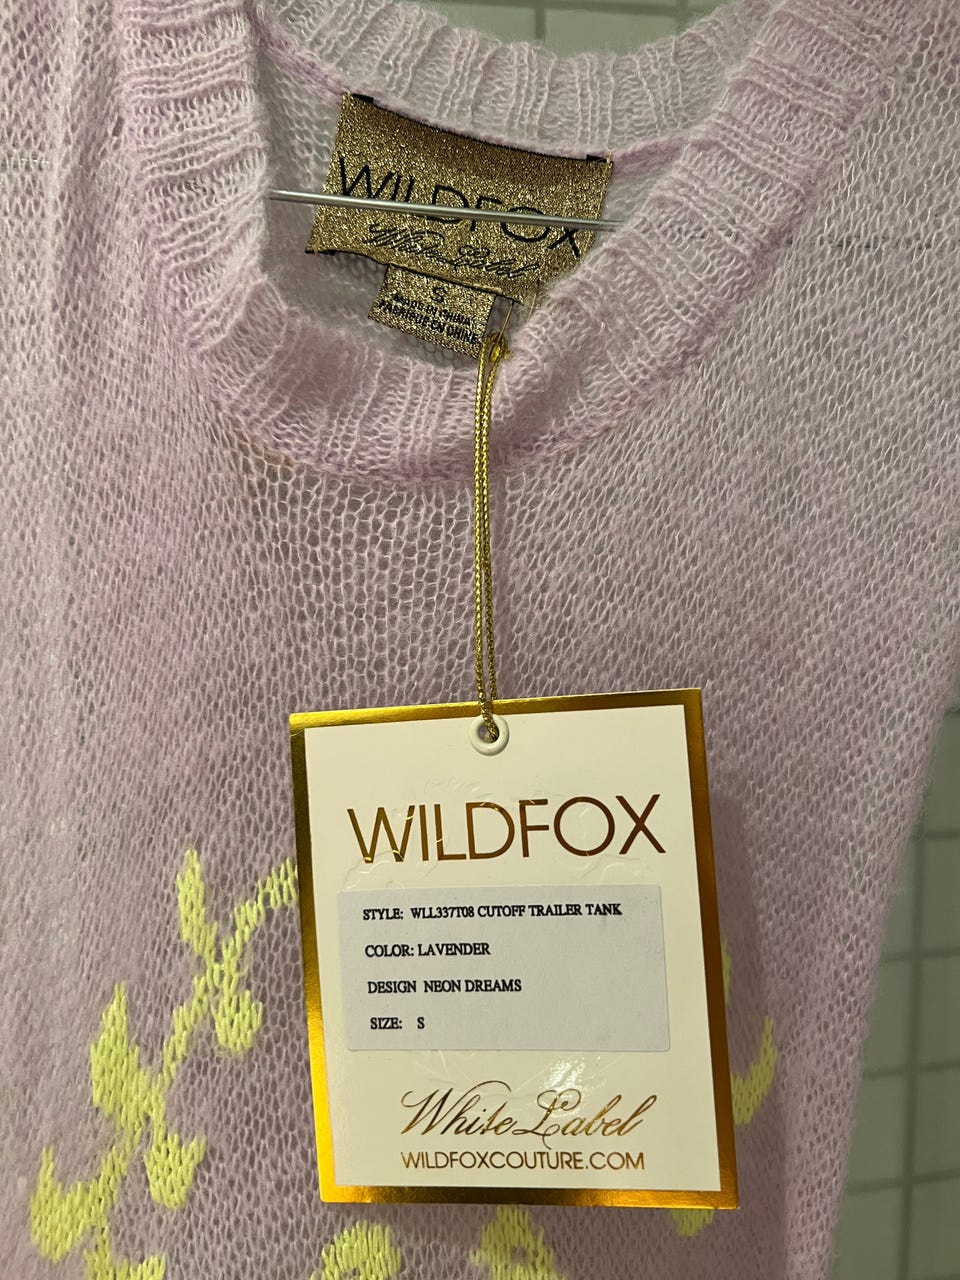 WILDFOX
White Label
S
MADE IN CHINA
FABRIQUÉ EN CHINE
WILDFOX
STYLE: WLL337T08 CUTOFF TRAILER TANK
COLOR: LAVENDER
DESIGN NEON DREAMS
SIZE: S
White Label
WILDFOXCOUTURE.COM